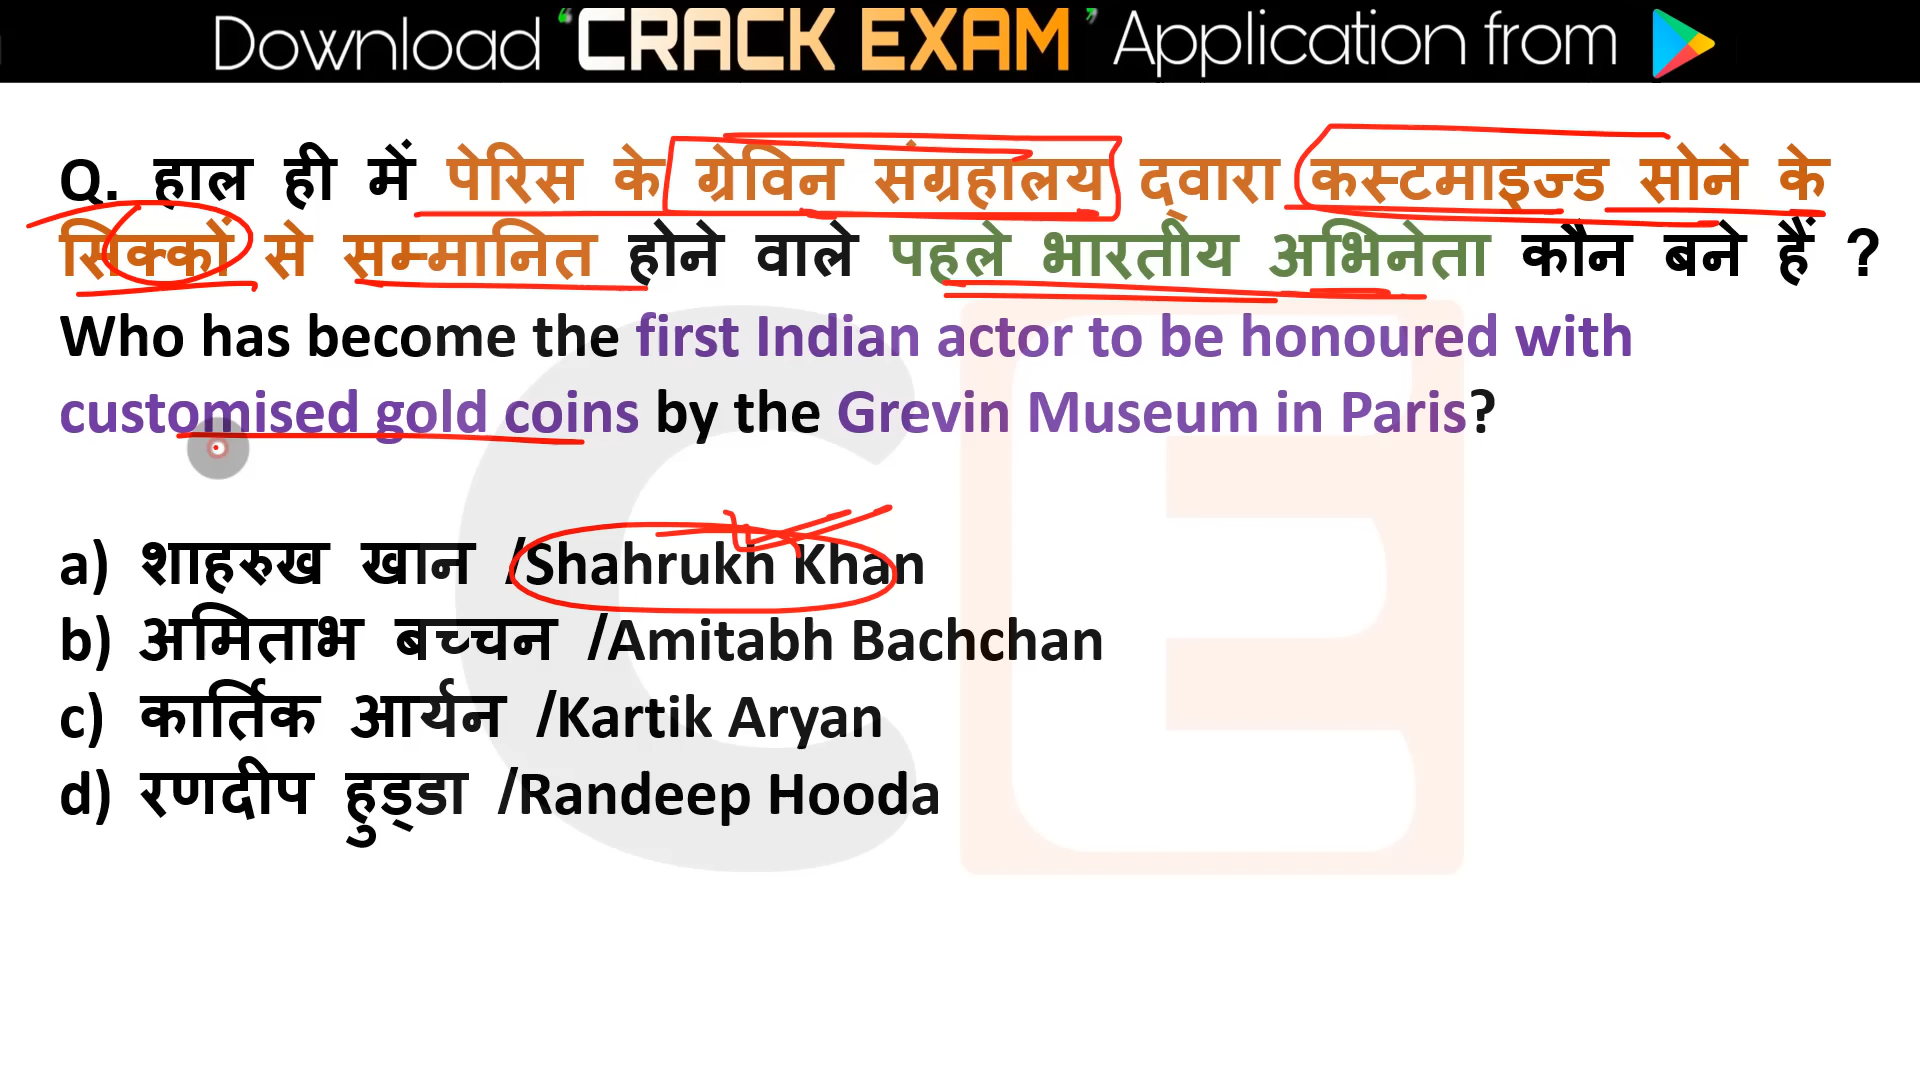 Download “CRACK EXAM” Application from
Q. हाल ही में पेरिस के ग्रेविन संग्रहालय द्वारा कस्टमाइज्ड सोने के
सिक्कों से सम्मानित होने वाले पहले भारतीय अभिनेता कौन बने हैं ?
Who has become the first Indian actor to be honoured with
customised gold coins by the Grevin Museum in Paris?
a) शाहरुख खान /Shahrukh Khan
b) अमिताभ बच्चन /Amitabh Bachchan
c) कार्तिक आर्यन /Kartik Aryan
d) रणदीप हुड्डा /Randeep Hooda
CE